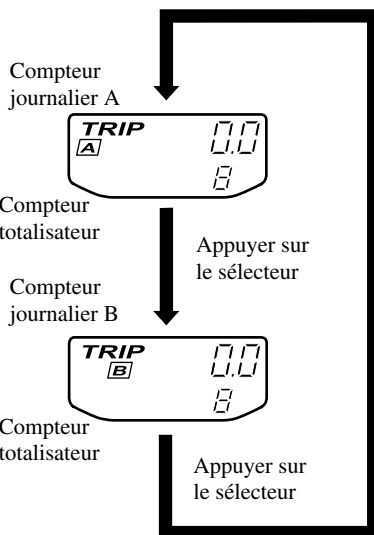 Compteur
journalier A
TRIP 0.0
A
8
Compteur
totalisateur
Appuyer sur
le sélecteur
Compteur
journalier B
TRIP 0.0
B
8
Compteur
totalisateur
Appuyer sur
le sélecteur